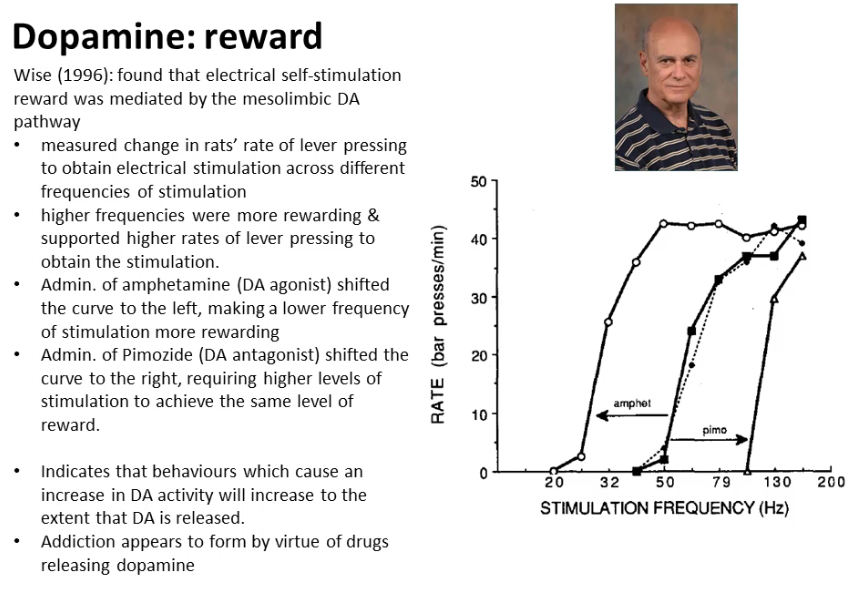 Dopamine: reward
Wise (1996): found that electrical self-stimulation
reward was mediated by the mesolimbic DA
pathway
• measured change in rats' rate of lever pressing
to obtain electrical stimulation across different
frequencies of stimulation
• higher frequencies were more rewarding &
supported higher rates of lever pressing to
obtain the stimulation.
• Admin. of amphetamine (DA agonist) shifted
the curve to the left, making a lower frequency
of stimulation more rewarding
• Admin. of Pimozide (DA antagonist) shifted the
curve to the right, requiring higher levels of
stimulation to achieve the same level of
reward.
• Indicates that behaviours which cause an
increase in DA activity will increase to the
extent that DA is released.
• Addiction appears to form by virtue of drugs
releasing dopamine
RATE (bar presses/min)
50
40
30
20
10
0
amphet
pimo
20 32 50 79 130 200
STIMULATION FREQUENCY (Hz)